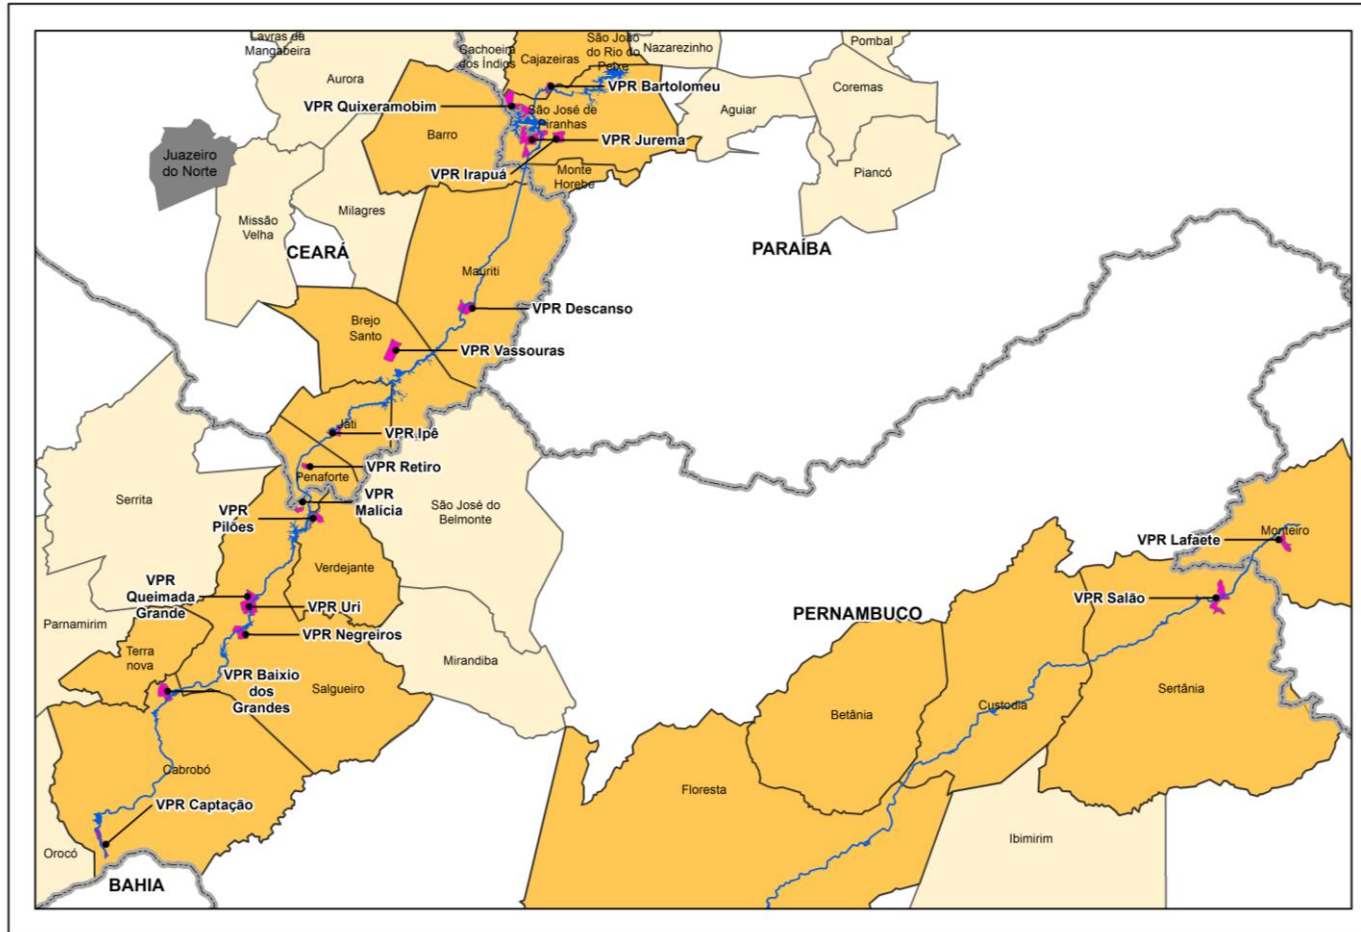 Lavras da
Mangabeira
Aurora
Cachoeira
dos Índios
Cajazeiras
São João
do Rio do
Peixe
Nazarezinho
Pombal
Coremas
Aguiar
Piancó
VPR Bartolomeu
VPR Quixeramobim
São José de
Piranhas
Barro
VPR Jurema
VPR Irapuá
Monte
Horebe
Juazeiro
do Norte
Missão
Velha
Milagres
CEARÁ
PARAÍBA
Mauriti
VPR Descanso
Brejo
Santo
VPR Vassouras
Jati
VPR Ipê
VPR Retiro
Penaforte
VPR
Malícia
VPR
Pilões
Serrita
São José do
Belmonte
Verdejante
VPR
Queimada
Grande
VPR Uri
VPR Negreiros
Parnamirim
Terra
nova
VPR Baixio
dos
Grandes
Salgueiro
Mirandiba
Cabrobó
VPR Captação
Orocó
BAHIA
PERNAMBUCO
Monteiro
VPR Lafaete
VPR Salão
Sertânia
Custodia
Betânia
Floresta
Ibimirim